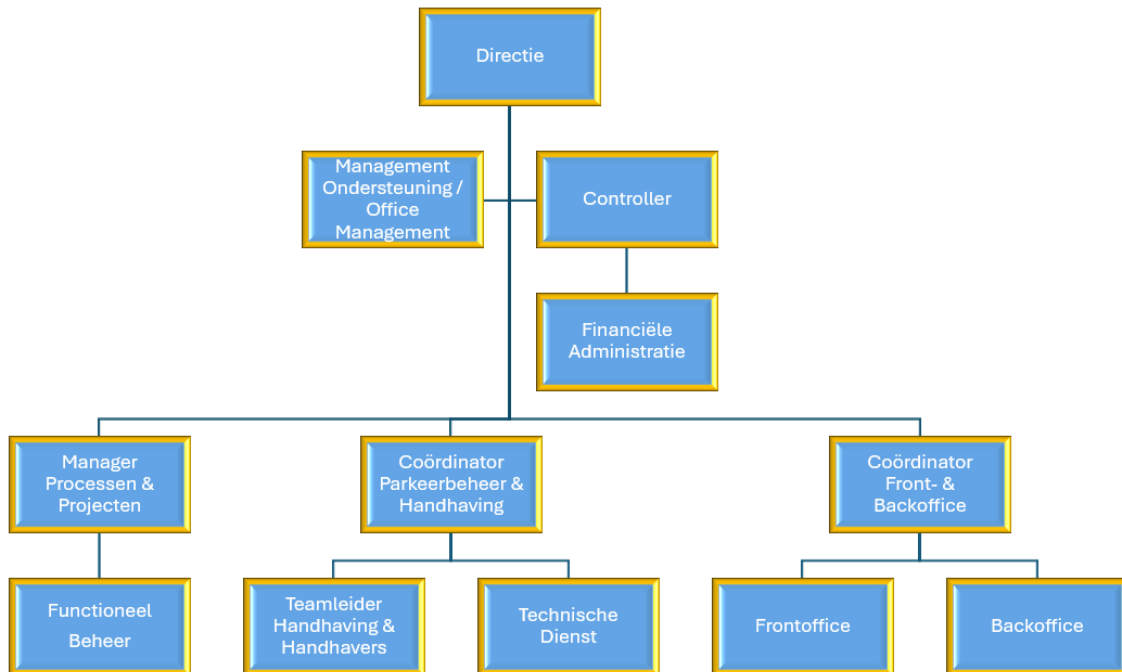 Directie
Management
Ondersteuning /
Office
Management
Controller
Financiële
Administratie
Manager
Processen &
Projecten
Coördinator
Parkeerbeheer &
Handhaving
Coördinator
Front- &
Backoffice
Functioneel
Beheer
Teamleider
Handhaving &
Handhavers
Technische
Dienst
Frontoffice
Backoffice